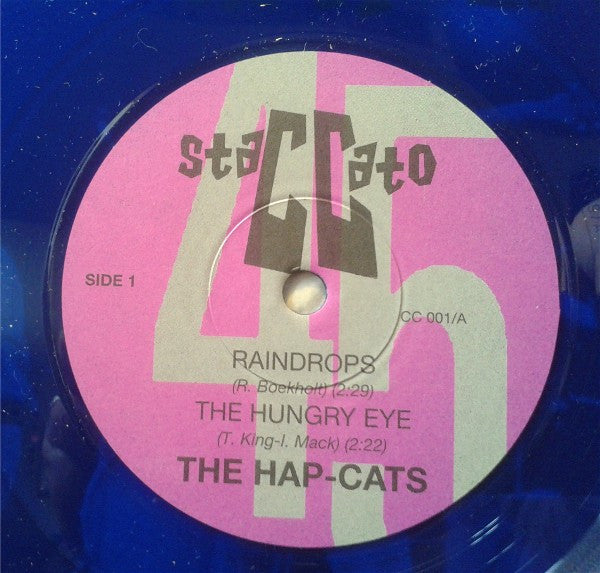 45
staCCato
SIDE 1
CC 001/A
RAINDROPS
(R. Boekholt) (2:29)
THE HUNGRY EYE
(T. King-I. Mack) (2:22)
THE HAP-CATS